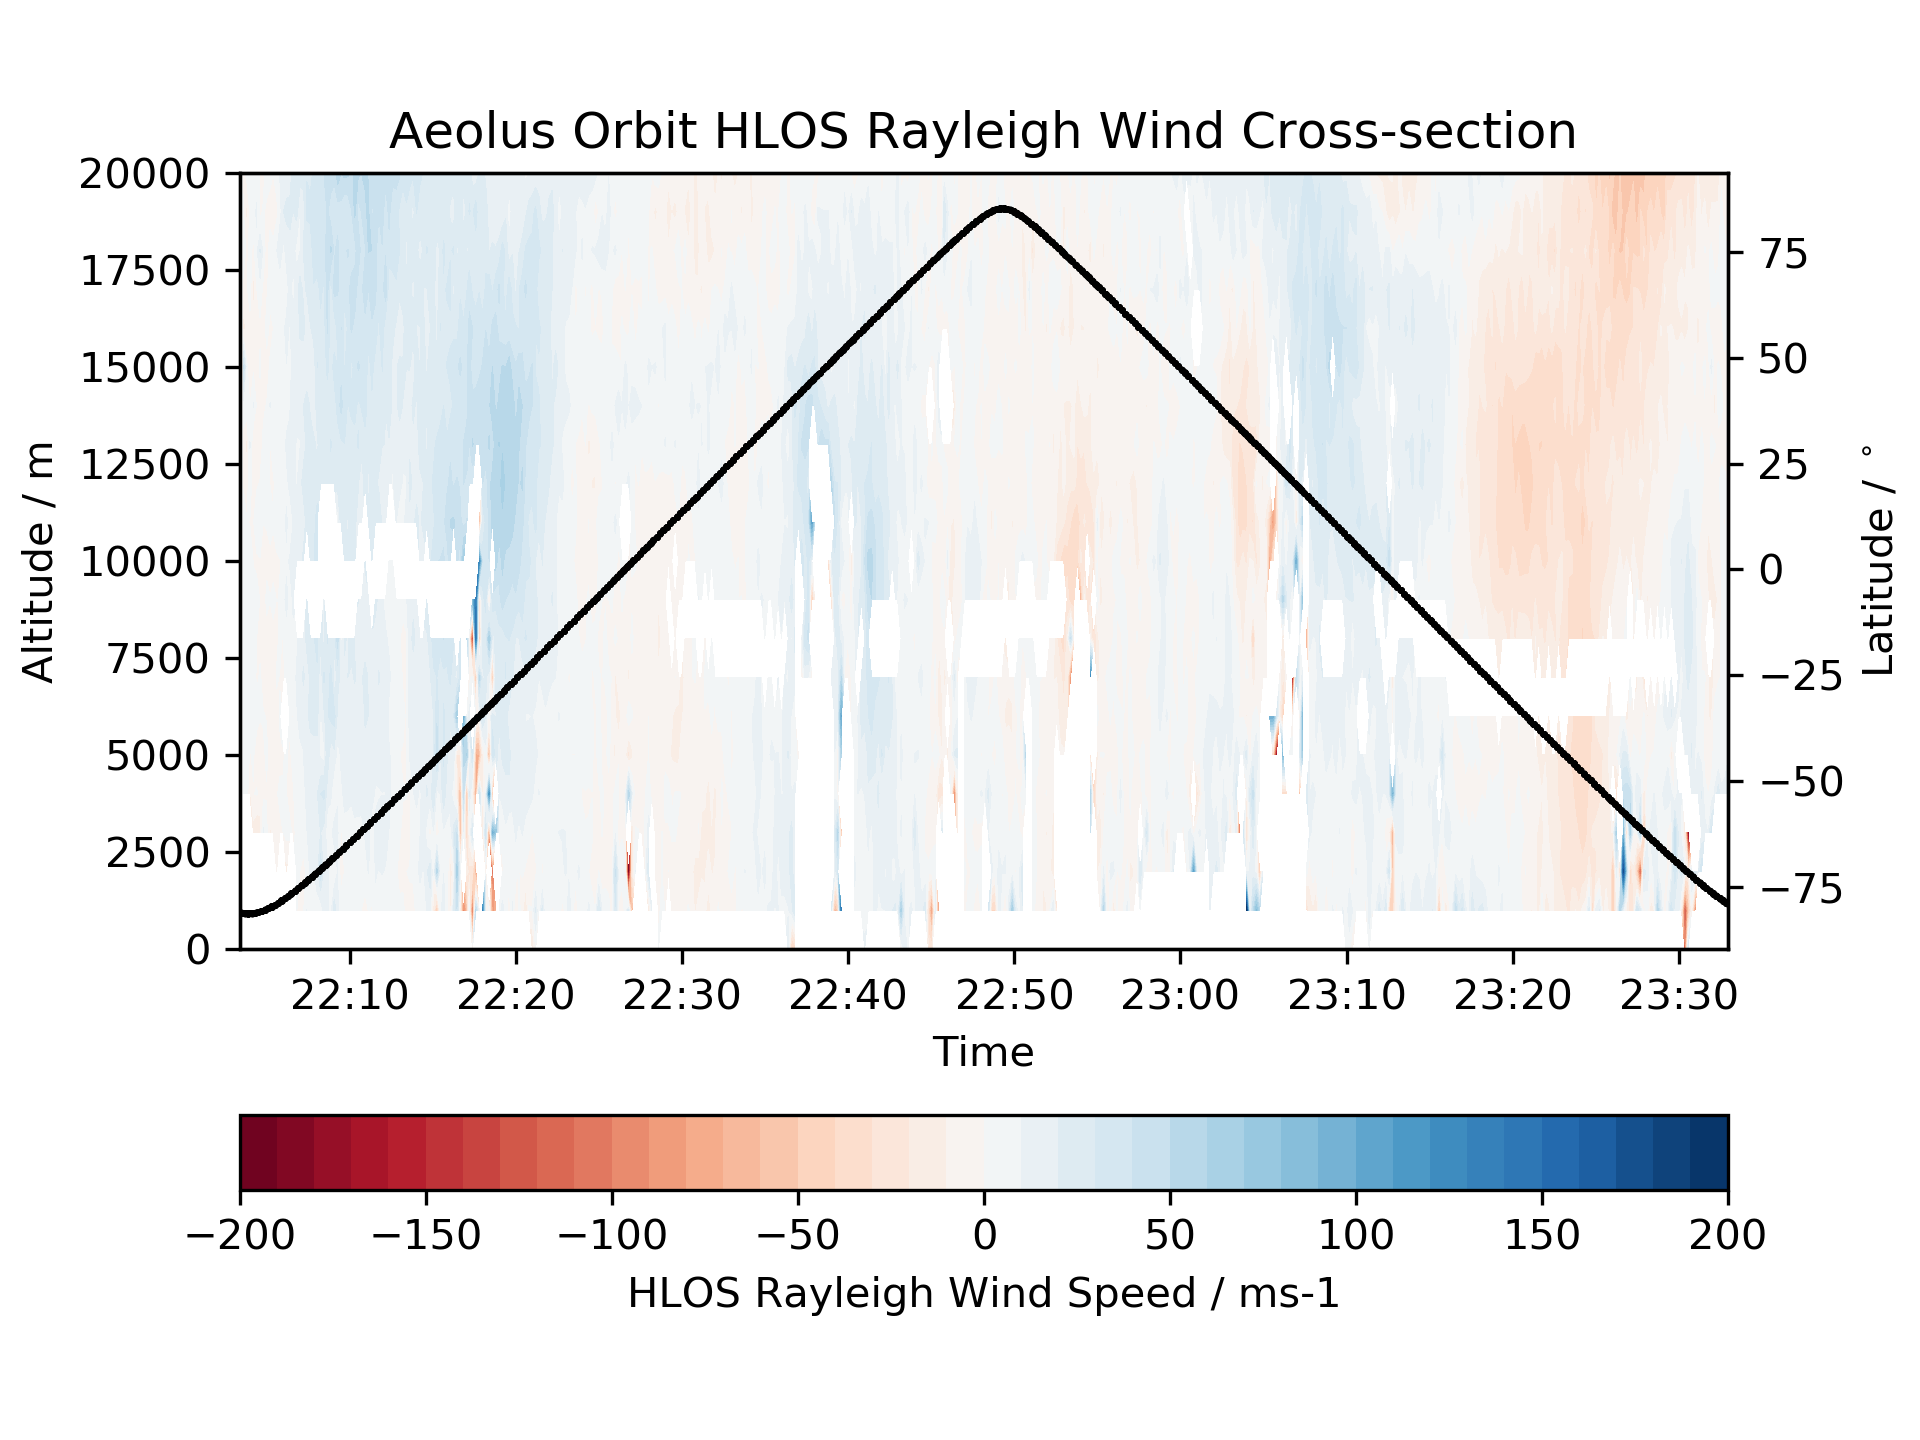 Aeolus Orbit HLOS Rayleigh Wind Cross-section
20000
17500
15000
12500
10000
7500
5000
2500
0
Altitude / m
75
50
25
0
−25
−50
−75
Latitude / °
22:10 22:20 22:30 22:40 22:50 23:00 23:10 23:20 23:30
Time
−200 −150 −100 −50 0 50 100 150 200
HLOS Rayleigh Wind Speed / ms-1